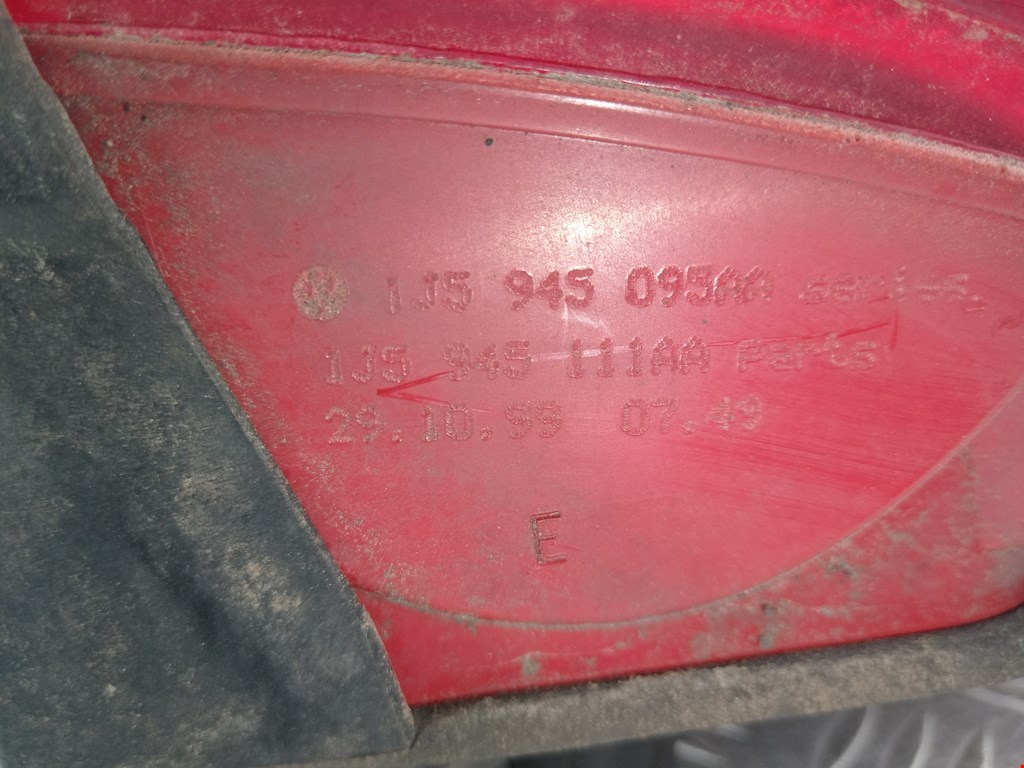 1J5 945 095AA series
1J5 945 111AA Parts
29.10.99 07.49
E